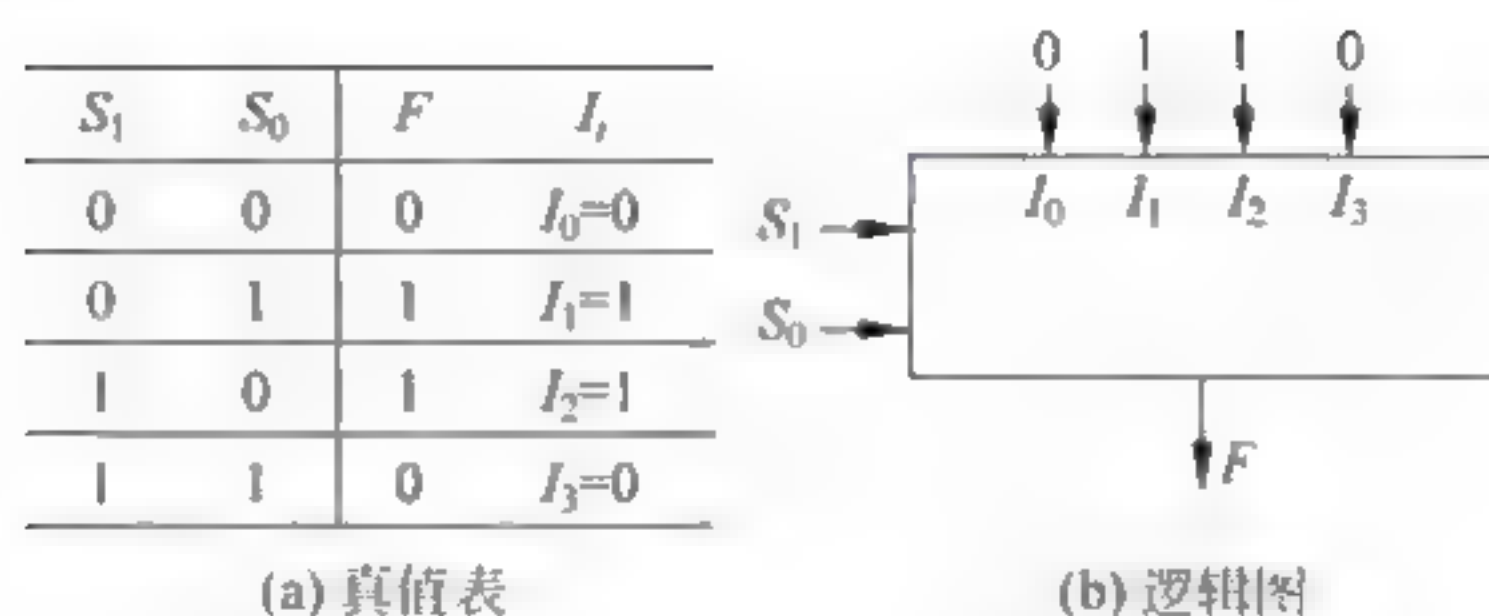 S₁ S₀ F Iᵢ
0 0 0 I₀=0
0 1 1 I₁=1
1 0 1 I₂=1
1 1 0 I₃=0
(a) 真值表
0 1 1 0
I₀ I₁ I₂ I₃
S₁
S₀
F
(b) 逻辑图